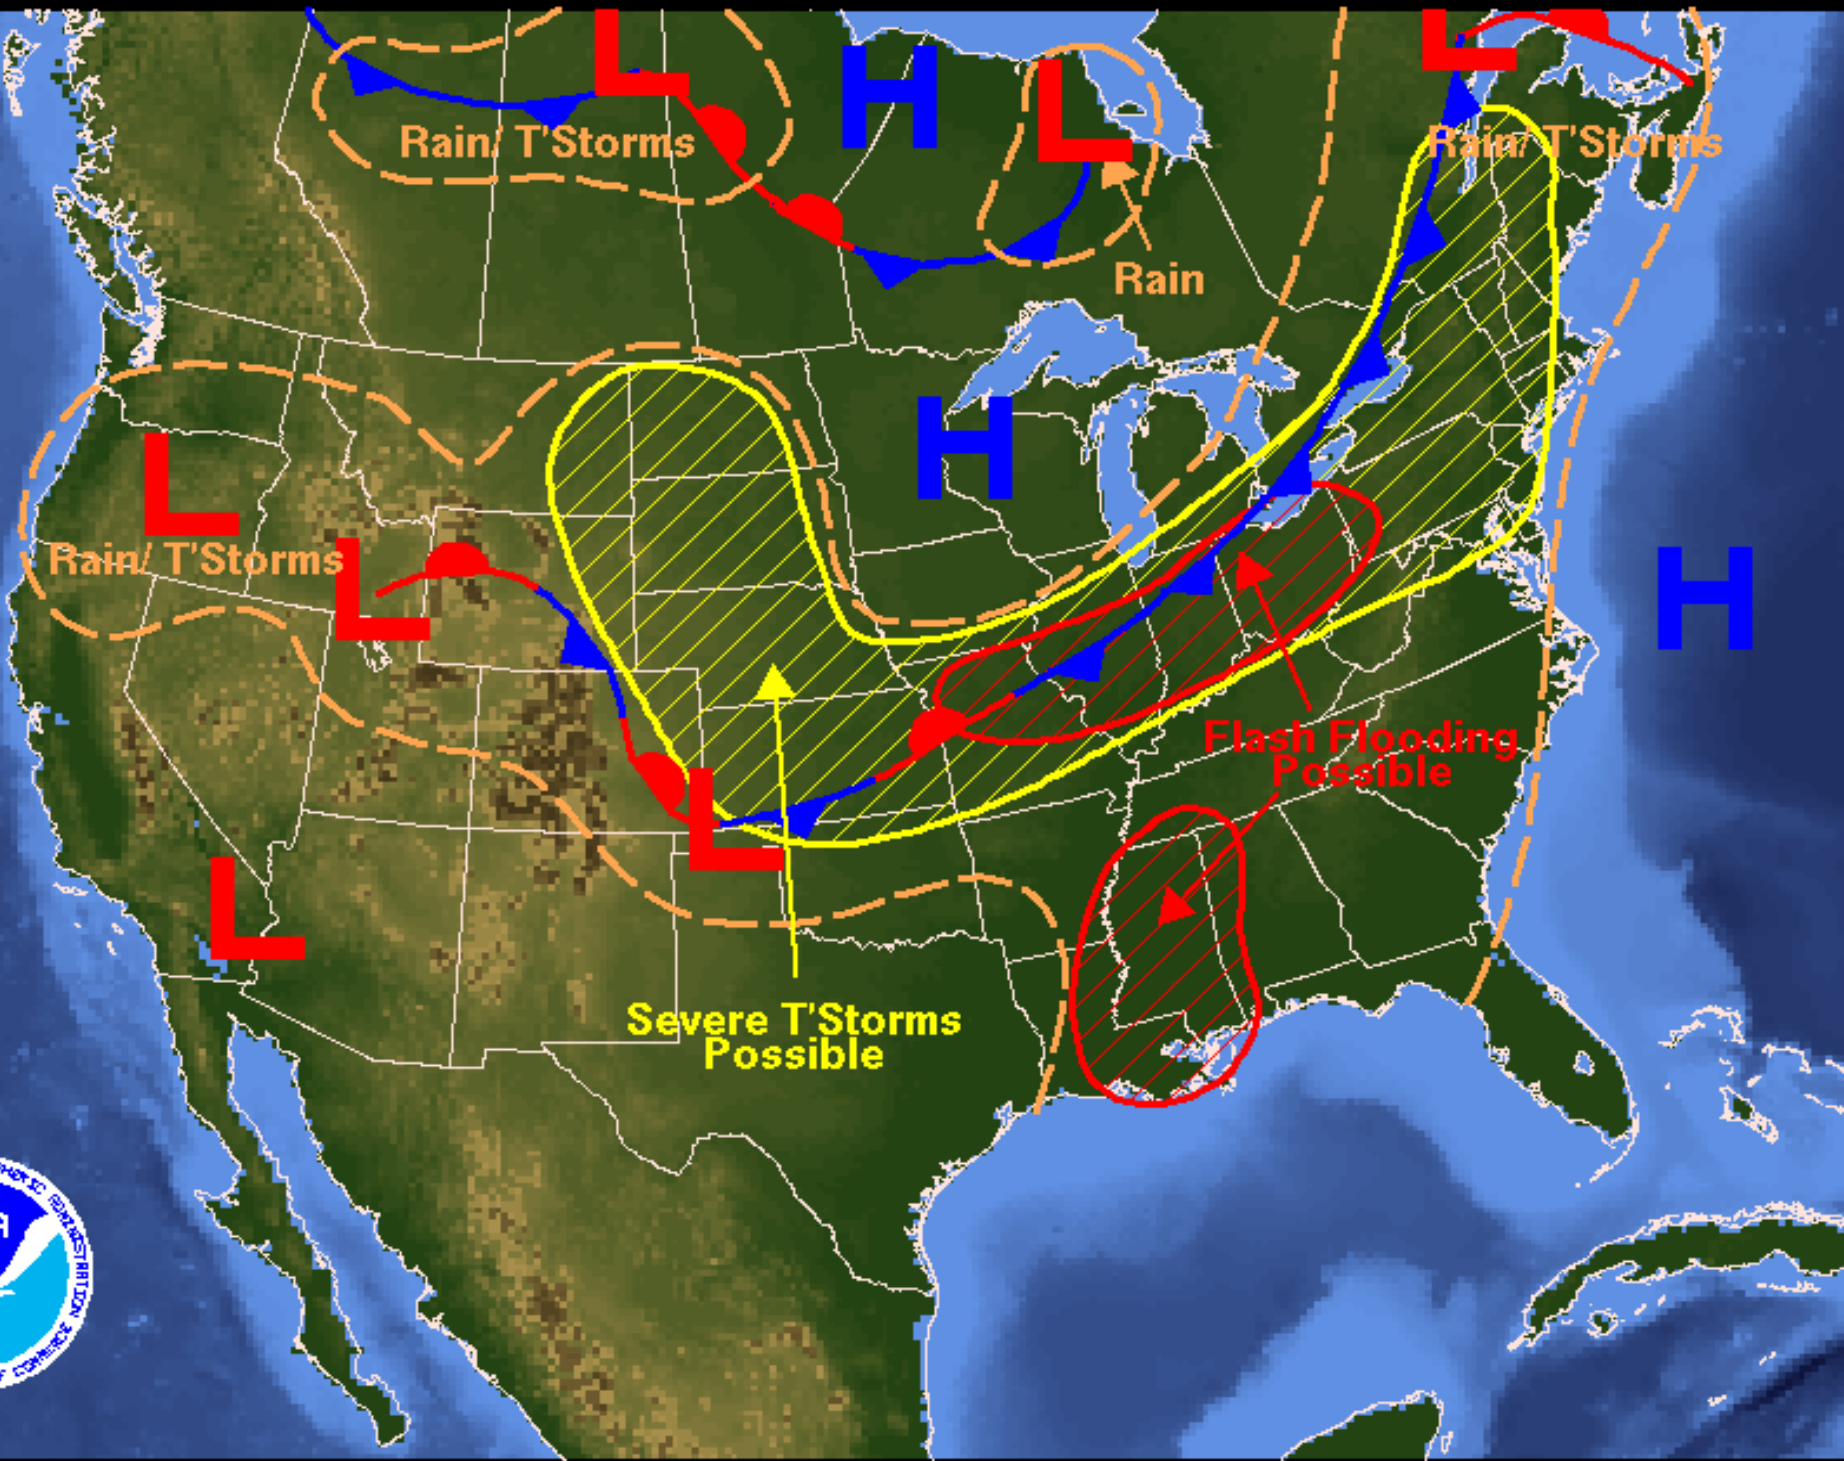 L
L
H
L
Rain/ T'Storms
Rain/ T'Storms
Rain
H
L
Rain/ T'Storms
L
H
Flash Flooding
Possible
L
L
Severe T'Storms
Possible